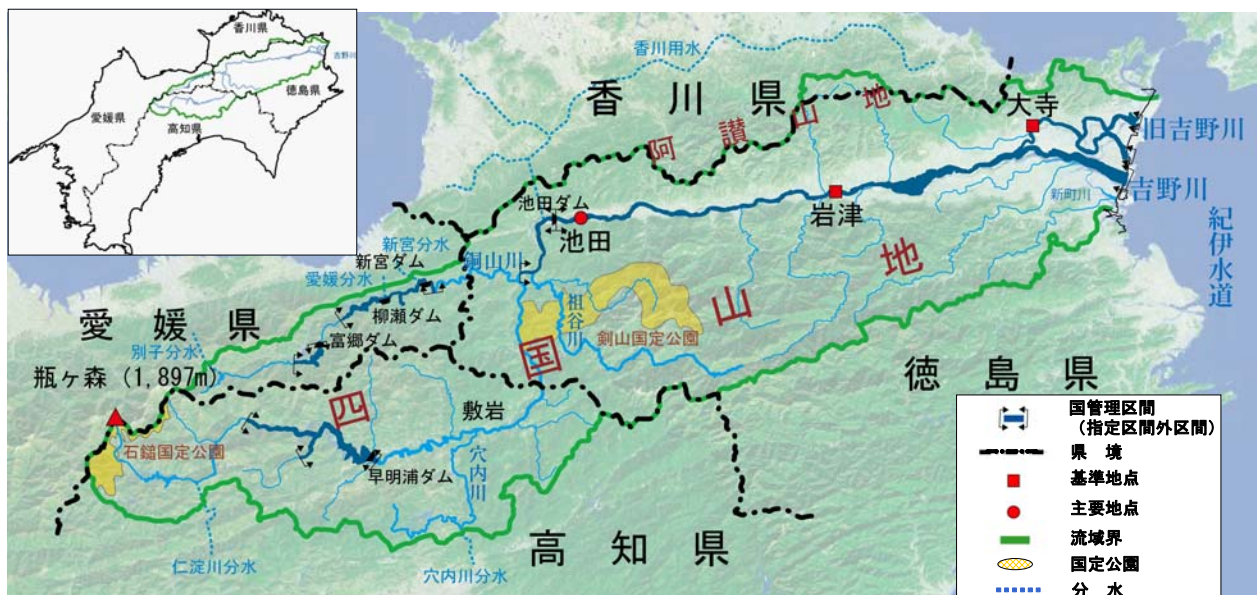 香川県
吉野川
徳島県
愛媛県
高知県
香川用水
香川県
阿讃山地
大寺
旧吉野川
吉野川
新町川
岩津
池田ダム
池田
紀伊水道
新宮分水
新宮ダム
銅山川
愛媛分水
柳瀬ダム
祖谷川
愛媛県
富郷ダム
剣山国定公園
別子分水
瓶ヶ森 (1,897m)
四国山地
敷岩
徳島県
石鎚国定公園
早明浦ダム
穴内川
高知県
仁淀川分水
穴内川分水
国管理区間
(指定区間外区間)
県境
基準地点
主要地点
流域界
国定公園
分水